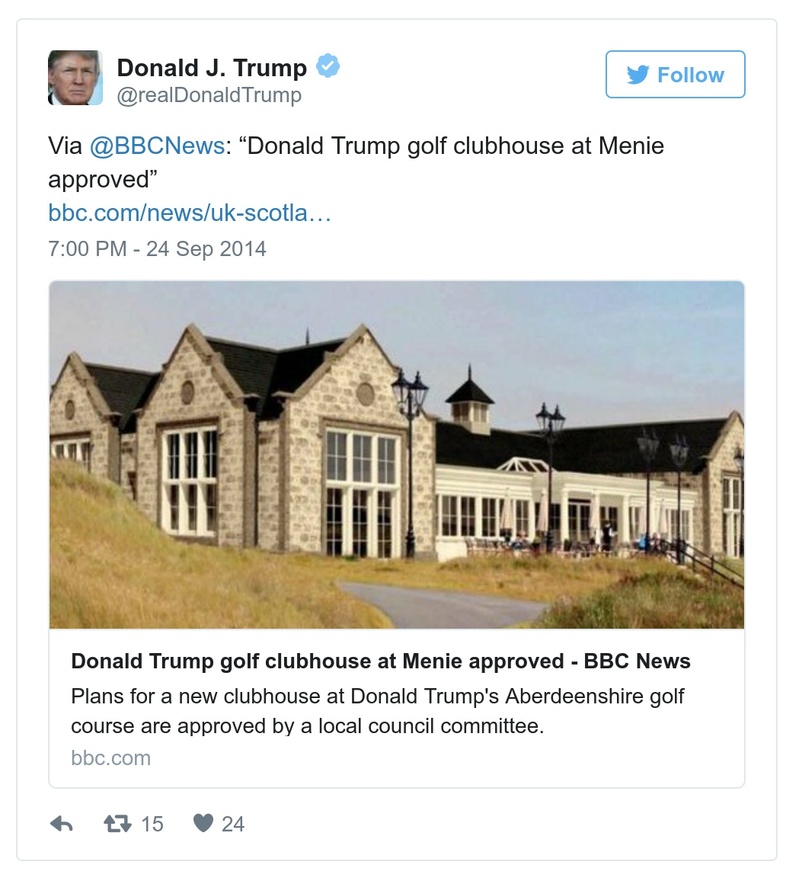 Donald J. Trump
@realDonaldTrump
Follow
Via @BBCNews: “Donald Trump golf clubhouse at Menie
approved”
bbc.com/news/uk-scotla…
7:00 PM - 24 Sep 2014
Donald Trump golf clubhouse at Menie approved - BBC News
Plans for a new clubhouse at Donald Trump's Aberdeenshire golf
course are approved by a local council committee.
bbc.com
15
24